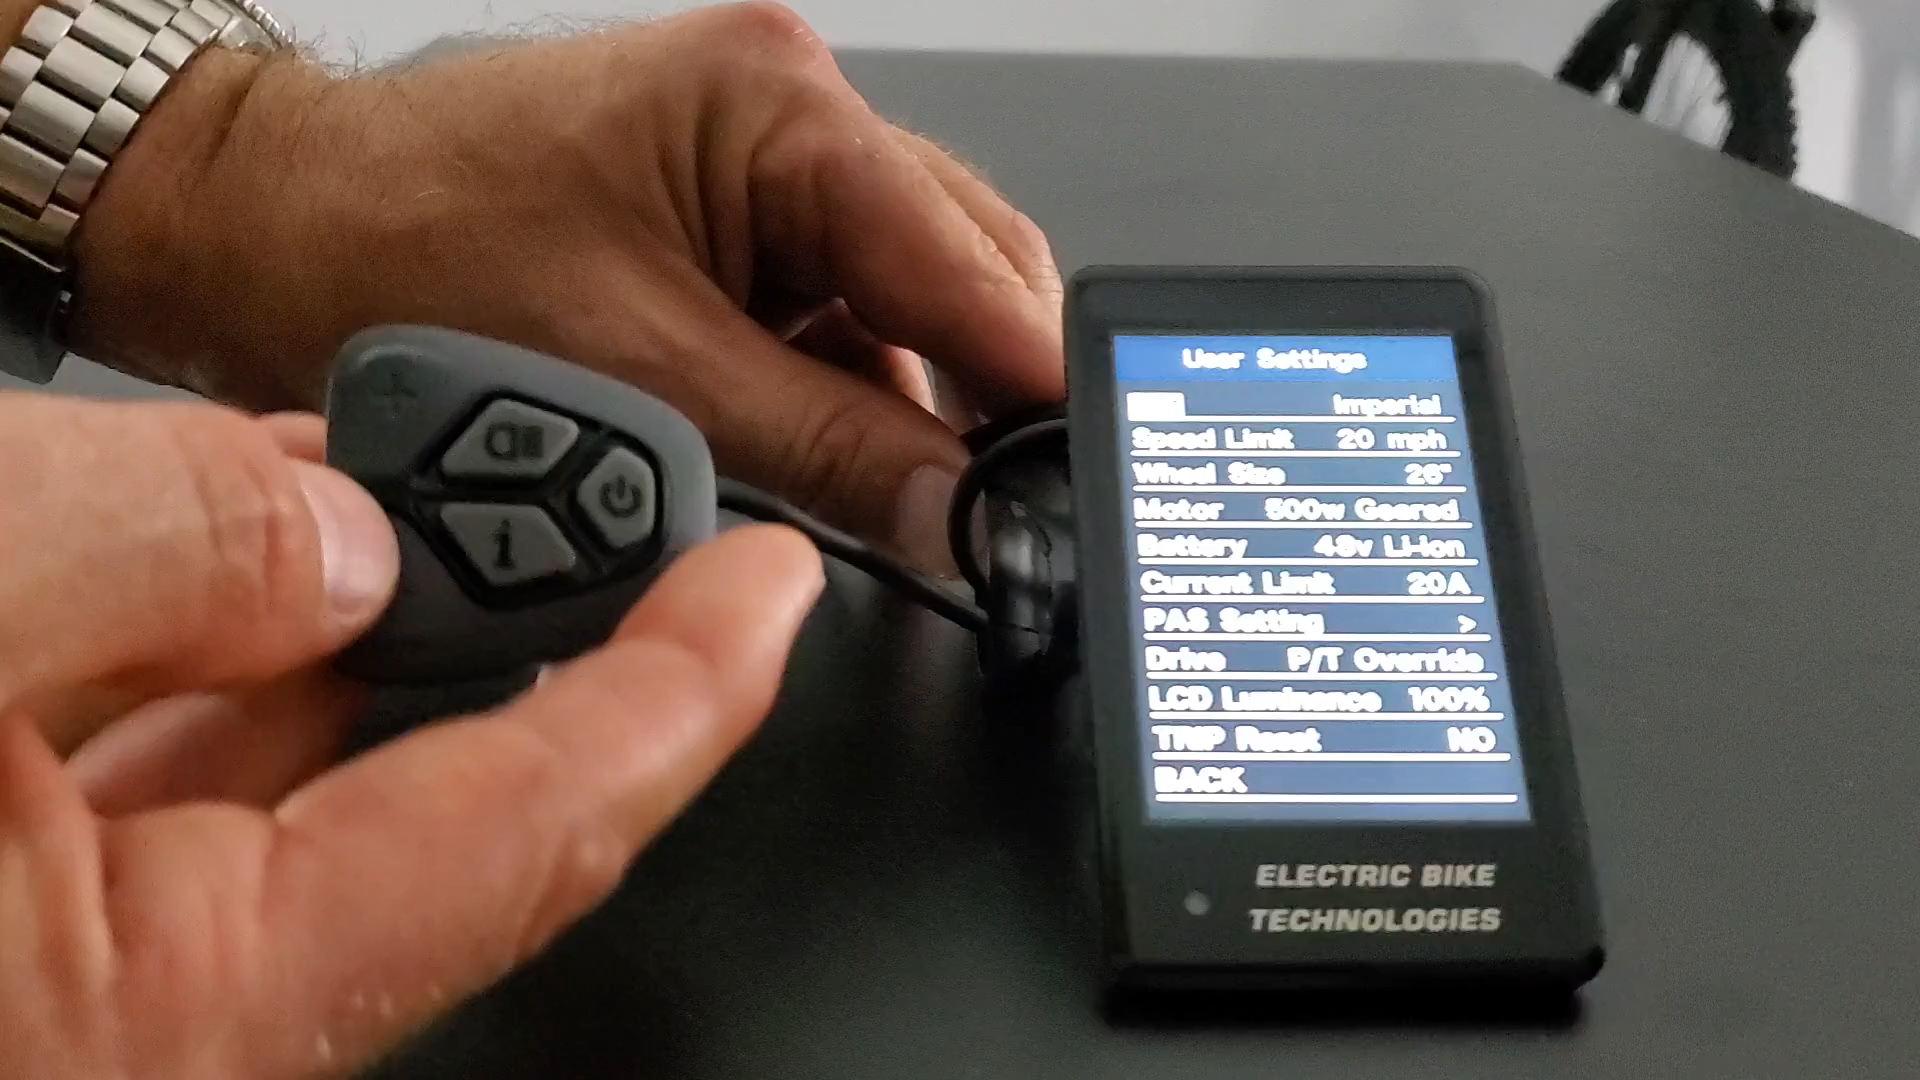 User Settings
Imperial
Speed Limit 20 mph
Wheel Size 26"
Motor 500w Geared
Battery 48v Li-ion
Current Limit 20A
PAS Setting >
Drive P/T Override
LCD Luminance 100%
TRIP Reset NO
BACK
ELECTRIC BIKE
TECHNOLOGIES
i